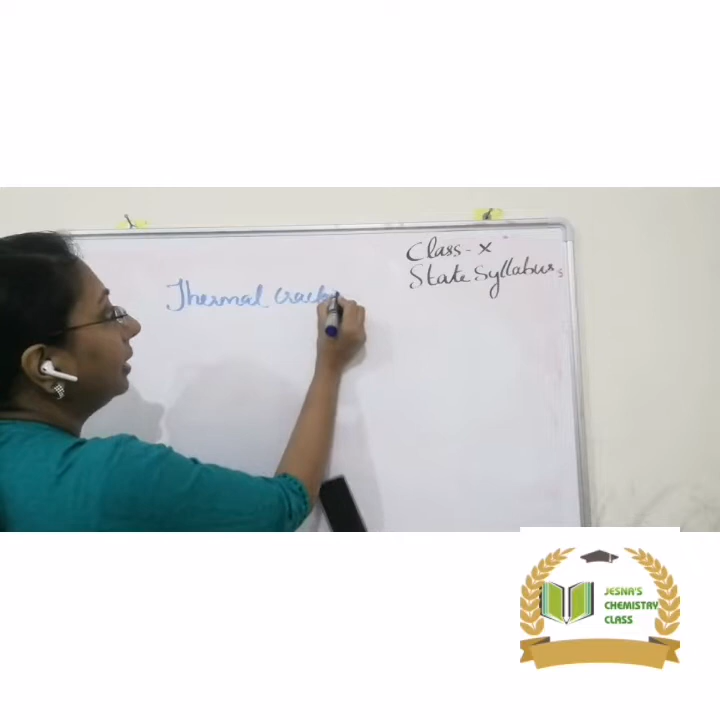 Class - X
State Syllabus
Thermal crack
JESNA'S
CHEMISTRY
CLASS